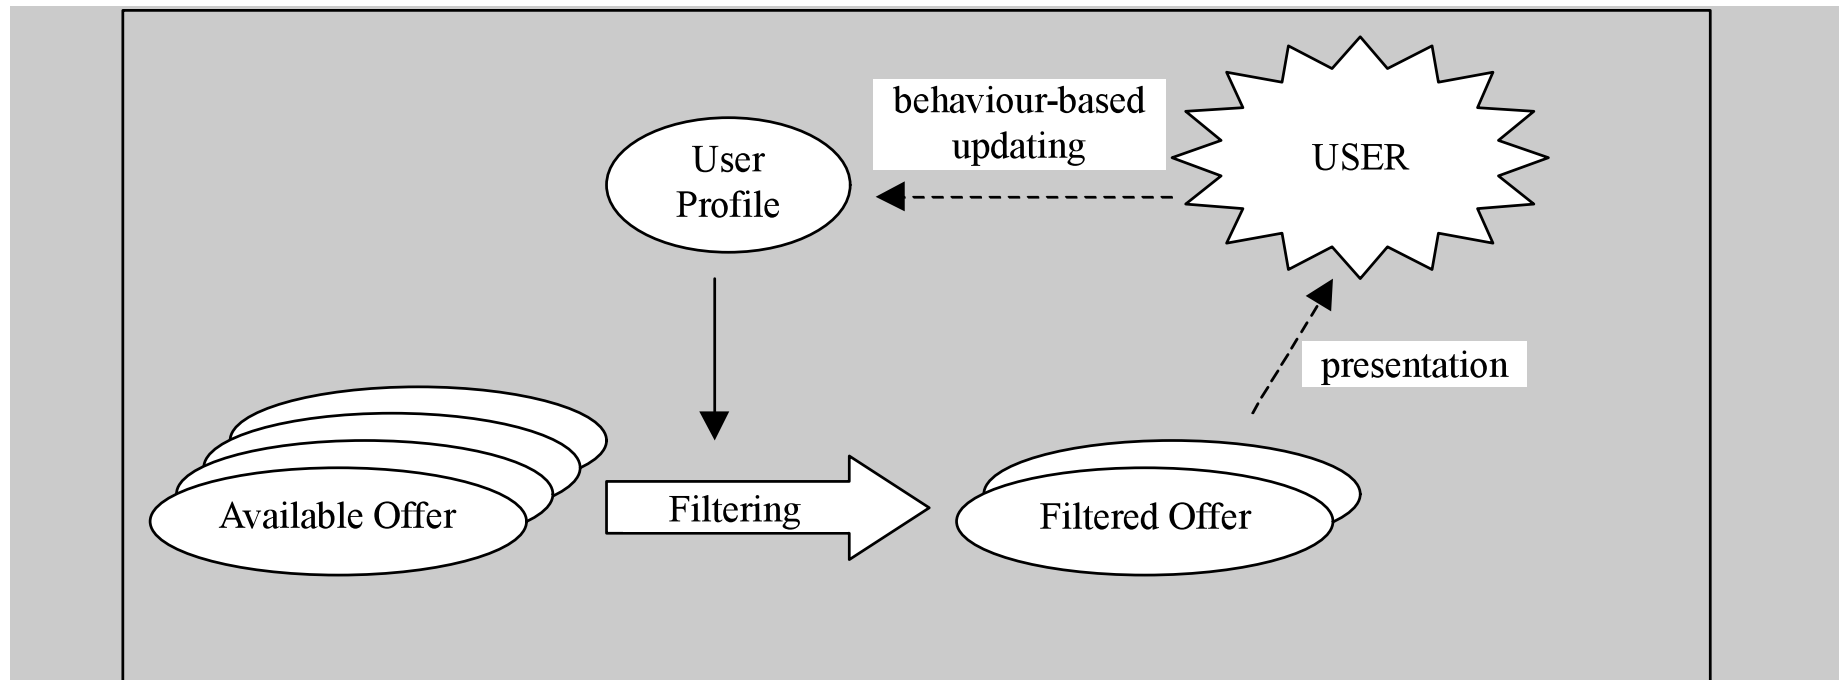 behaviour-based
updating
USER
User
Profile
presentation
Available Offer
Filtering
Filtered Offer